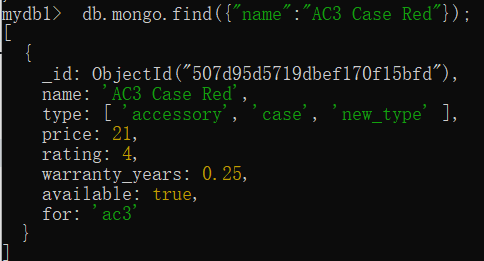 mydb1>  db.mongo.find({"name":"AC3 Case Red"});
[
  {
    _id: ObjectId("507d95d5719dbef170f15bfd"),
    name: 'AC3 Case Red',
    type: [ 'accessory', 'case', 'new_type' ],
    price: 21,
    rating: 4,
    warranty_years: 0.25,
    available: true,
    for: 'ac3'
  }
]